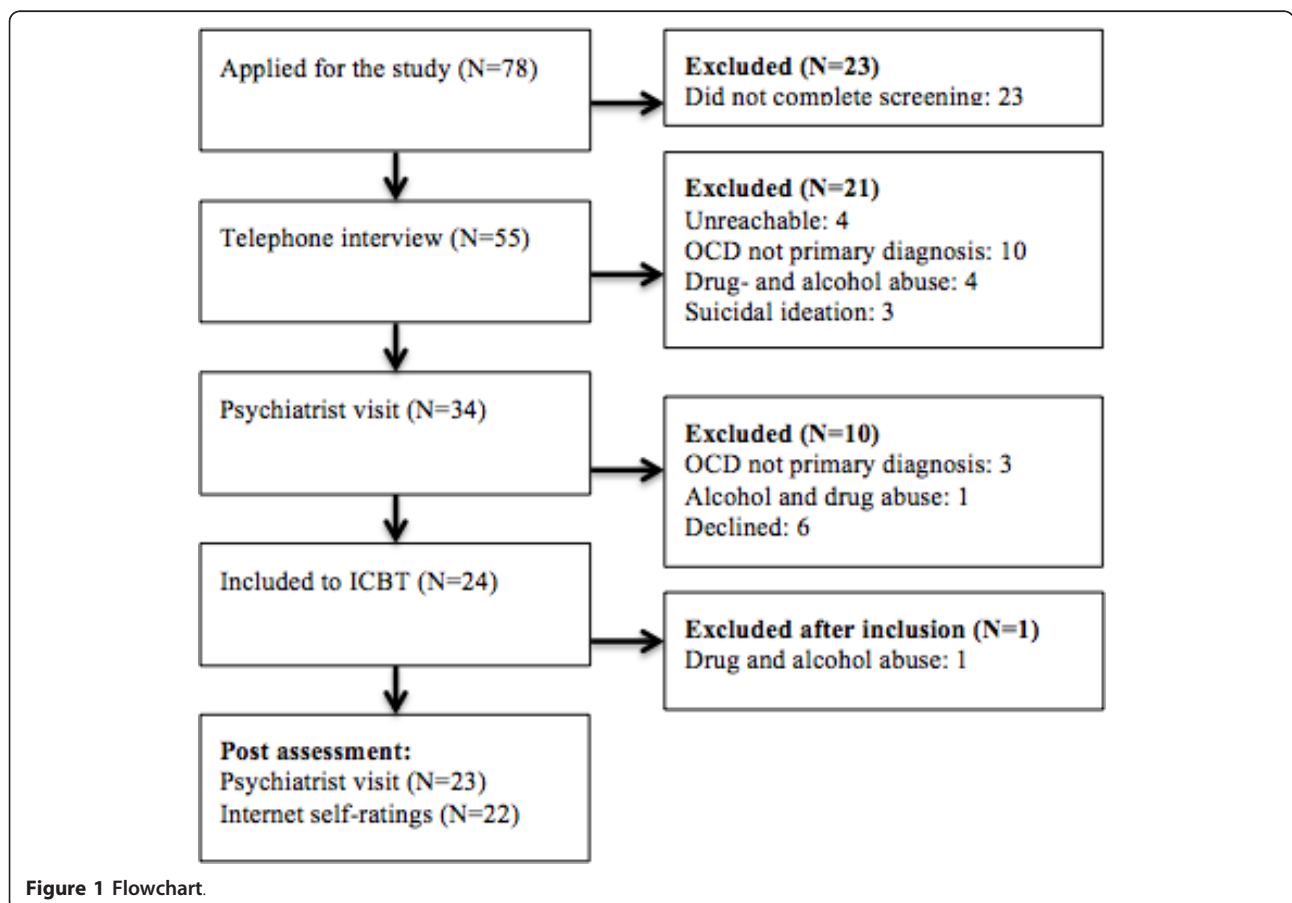 Applied for the study (N=78)
Excluded (N=23)
Did not complete screening: 23
Telephone interview (N=55)
Excluded (N=21)
Unreachable: 4
OCD not primary diagnosis: 10
Drug- and alcohol abuse: 4
Suicidal ideation: 3
Psychiatrist visit (N=34)
Excluded (N=10)
OCD not primary diagnosis: 3
Alcohol and drug abuse: 1
Declined: 6
Included to ICBT (N=24)
Excluded after inclusion (N=1)
Drug and alcohol abuse: 1
Post assessment:
Psychiatrist visit (N=23)
Internet self-ratings (N=22)
Figure 1 Flowchart.